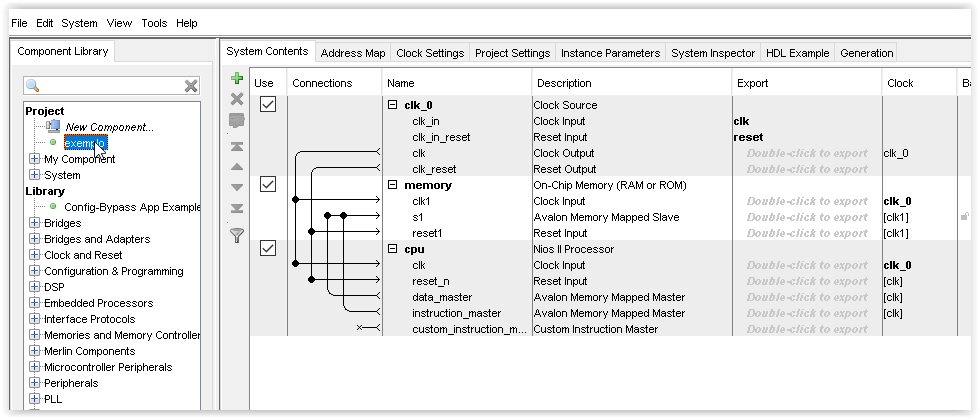 File Edit System View Tools Help
Component Library
System Contents Address Map Clock Settings Project Settings Instance Parameters System Inspector HDL Example Generation
Use Connections Name Description Export Clock Ba
Project
New Component...
exemplo
My Component
System
Library
Config-Bypass App Example
Bridges
Bridges and Adapters
Clock and Reset
Configuration & Programming
DSP
Embedded Processors
Interface Protocols
Memories and Memory Controller
Merlin Components
Microcontroller Peripherals
Peripherals
PLL
clk_0 Clock Source
clk_in Clock Input clk
clk_in_reset Reset Input reset
clk Clock Output Double-click to export clk_0
clk_reset Reset Output Double-click to export
memory On-Chip Memory (RAM or ROM)
clk1 Clock Input Double-click to export clk_0
s1 Avalon Memory Mapped Slave Double-click to export [clk1]
reset1 Reset Input Double-click to export [clk1]
cpu Nios II Processor
clk Clock Input Double-click to export clk_0
reset_n Reset Input Double-click to export [clk]
data_master Avalon Memory Mapped Master Double-click to export [clk]
instruction_master Avalon Memory Mapped Master Double-click to export [clk]
custom_instruction_m... Custom Instruction Master Double-click to export